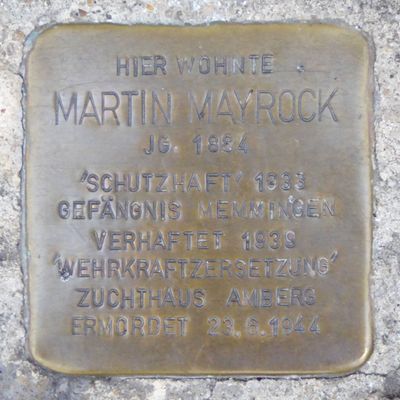 HIER WOHNTE
MARTIN MAYROCK
JG. 1884
'SCHUTZHAFT' 1933
GEFÄNGNIS MEMMINGEN
VERHAFTET 1939
'WEHRKRAFTZERSETZUNG'
ZUCHTHAUS AMBERG
ERMORDET 23.6.1944